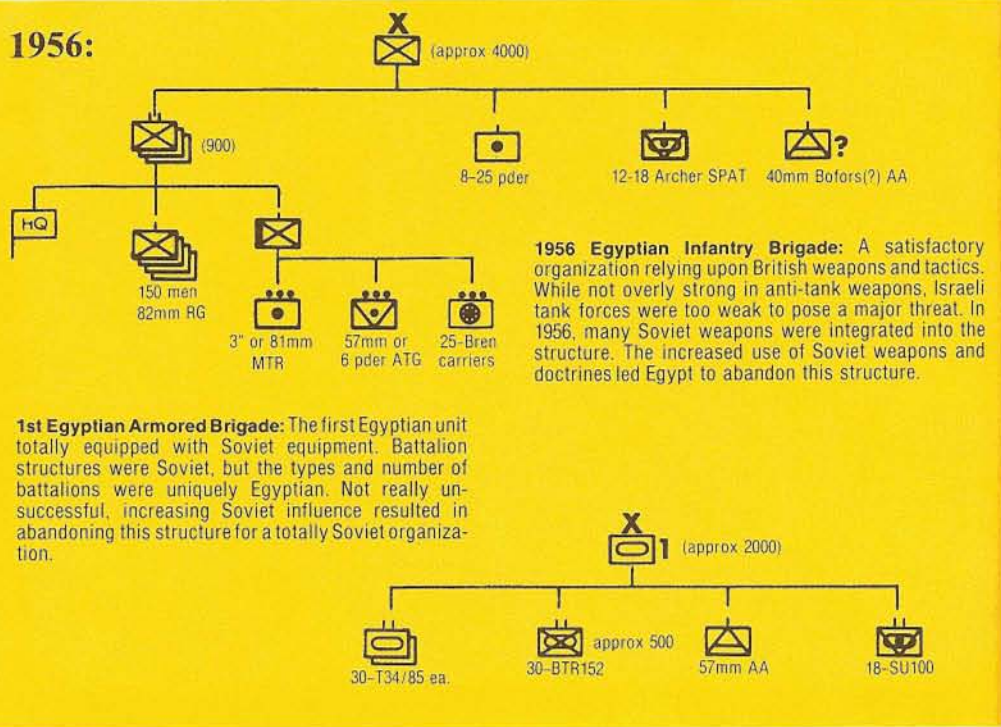 1956:
X
(approx 4000)
(900)
8-25 pder
12-18 Archer SPAT
?
40mm Bofors(?) AA
HQ
150 men
82mm RG
3" or 81mm
MTR
57mm or
6 pder ATG
25-Bren
carriers
1956 Egyptian Infantry Brigade: A satisfactory
organization relying upon British weapons and tactics.
While not overly strong in anti-tank weapons, Israeli
tank forces were too weak to pose a major threat. In
1956, many Soviet weapons were integrated into the
structure. The increased use of Soviet weapons and
doctrines led Egypt to abandon this structure.
1st Egyptian Armored Brigade: The first Egyptian unit
totally equipped with Soviet equipment. Battalion
structures were Soviet, but the types and number of
battalions were uniquely Egyptian. Not really un-
successful, increasing Soviet influence resulted in
abandoning this structure for a totally Soviet organiza-
tion.
X
1 (approx 2000)
30-T34/85 ea.
approx 500
30-BTR152
57mm AA
18-SU100